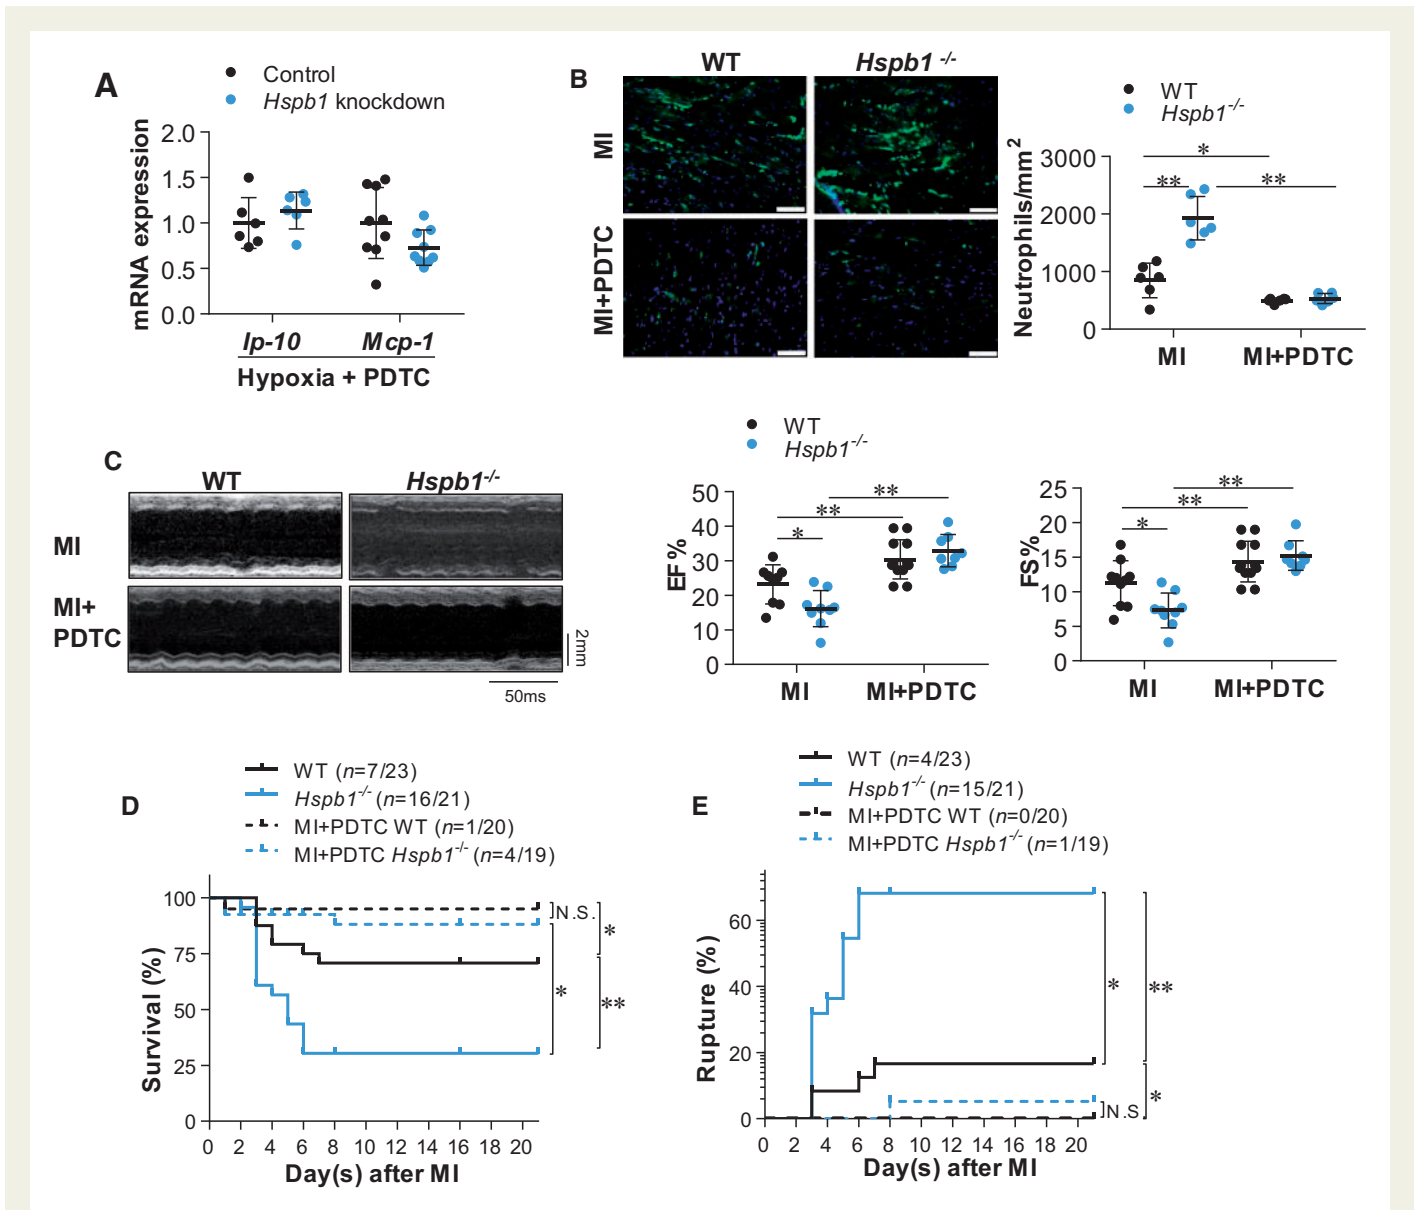 A
Control
Hspb1 knockdown
mRNA expression
2.0
1.5
1.0
0.5
0.0
Ip-10 Mcp-1
Hypoxia + PDTC
B
WT Hspb1 -/-
MI
MI+PDTC
WT
Hspb1-/-
Neutrophils/mm2
3000
2000
1000
0
*
** **
MI MI+PDTC
C
WT Hspb1-/-
MI
MI+
PDTC
2mm
50ms
WT
Hspb1-/-
EF%
50
40
30
20
10
0
**
**
*
MI MI+PDTC
FS%
25
20
15
10
5
0
**
**
*
MI MI+PDTC
D
WT (n=7/23)
Hspb1-/- (n=16/21)
MI+PDTC WT (n=1/20)
MI+PDTC Hspb1-/- (n=4/19)
Survival (%)
100
75
50
25
0
N.S.
*
*
**
0 2 4 6 8 10 12 14 16 18 20
Day(s) after MI
E
WT (n=4/23)
Hspb1-/- (n=15/21)
MI+PDTC WT (n=0/20)
MI+PDTC Hspb1-/- (n=1/19)
Rupture (%)
60
40
20
0
*
**
*
N.S
0 2 4 6 8 10 12 14 16 18 20
Day(s) after MI